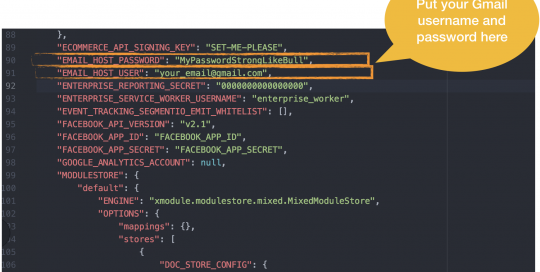 Put your Gmail
username and
password here
88 },
89 "ECOMMERCE_API_SIGNING_KEY": "SET-ME-PLEASE",
90 "EMAIL_HOST_PASSWORD": "MyPasswordStrongLikeBull",
91 "EMAIL_HOST_USER": "your_email@gmail.com",
92 "ENTERPRISE_REPORTING_SECRET": "0000000000000000",
93 "ENTERPRISE_SERVICE_WORKER_USERNAME": "enterprise_worker",
94 "EVENT_TRACKING_SEGMENTIO_EMIT_WHITELIST": [],
95 "FACEBOOK_API_VERSION": "v2.1",
96 "FACEBOOK_APP_ID": "FACEBOOK_APP_ID",
97 "FACEBOOK_APP_SECRET": "FACEBOOK_APP_SECRET",
98 "GOOGLE_ANALYTICS_ACCOUNT": null,
99 "MODULESTORE": {
100 "default": {
101 "ENGINE": "xmodule.modulestore.mixed.MixedModuleStore",
102 "OPTIONS": {
103 "mappings": {},
104 "stores": [
105 {
106 "DOC_STORE_CONFIG": {